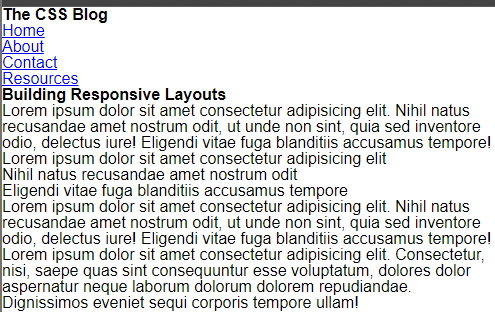 The CSS Blog
Home
About
Contact
Resources
Building Responsive Layouts
Lorem ipsum dolor sit amet consectetur adipisicing elit. Nihil natus
recusandae amet nostrum odit, ut unde non sint, quia sed inventore
odio, delectus iure! Eligendi vitae fuga blanditiis accusamus tempore!
Lorem ipsum dolor sit amet consectetur adipisicing elit
Nihil natus recusandae amet nostrum odit
Eligendi vitae fuga blanditiis accusamus tempore
Lorem ipsum dolor sit amet consectetur adipisicing elit. Nihil natus
recusandae amet nostrum odit, ut unde non sint, quia sed inventore
odio, delectus iure! Eligendi vitae fuga blanditiis accusamus tempore!
Lorem ipsum dolor sit amet consectetur adipisicing elit. Consectetur,
nisi, saepe quas sint consequuntur esse voluptatum, dolores dolor
aspernatur neque laborum dolorum dolorem repudiandae.
Dignissimos eveniet sequi corporis tempore ullam!